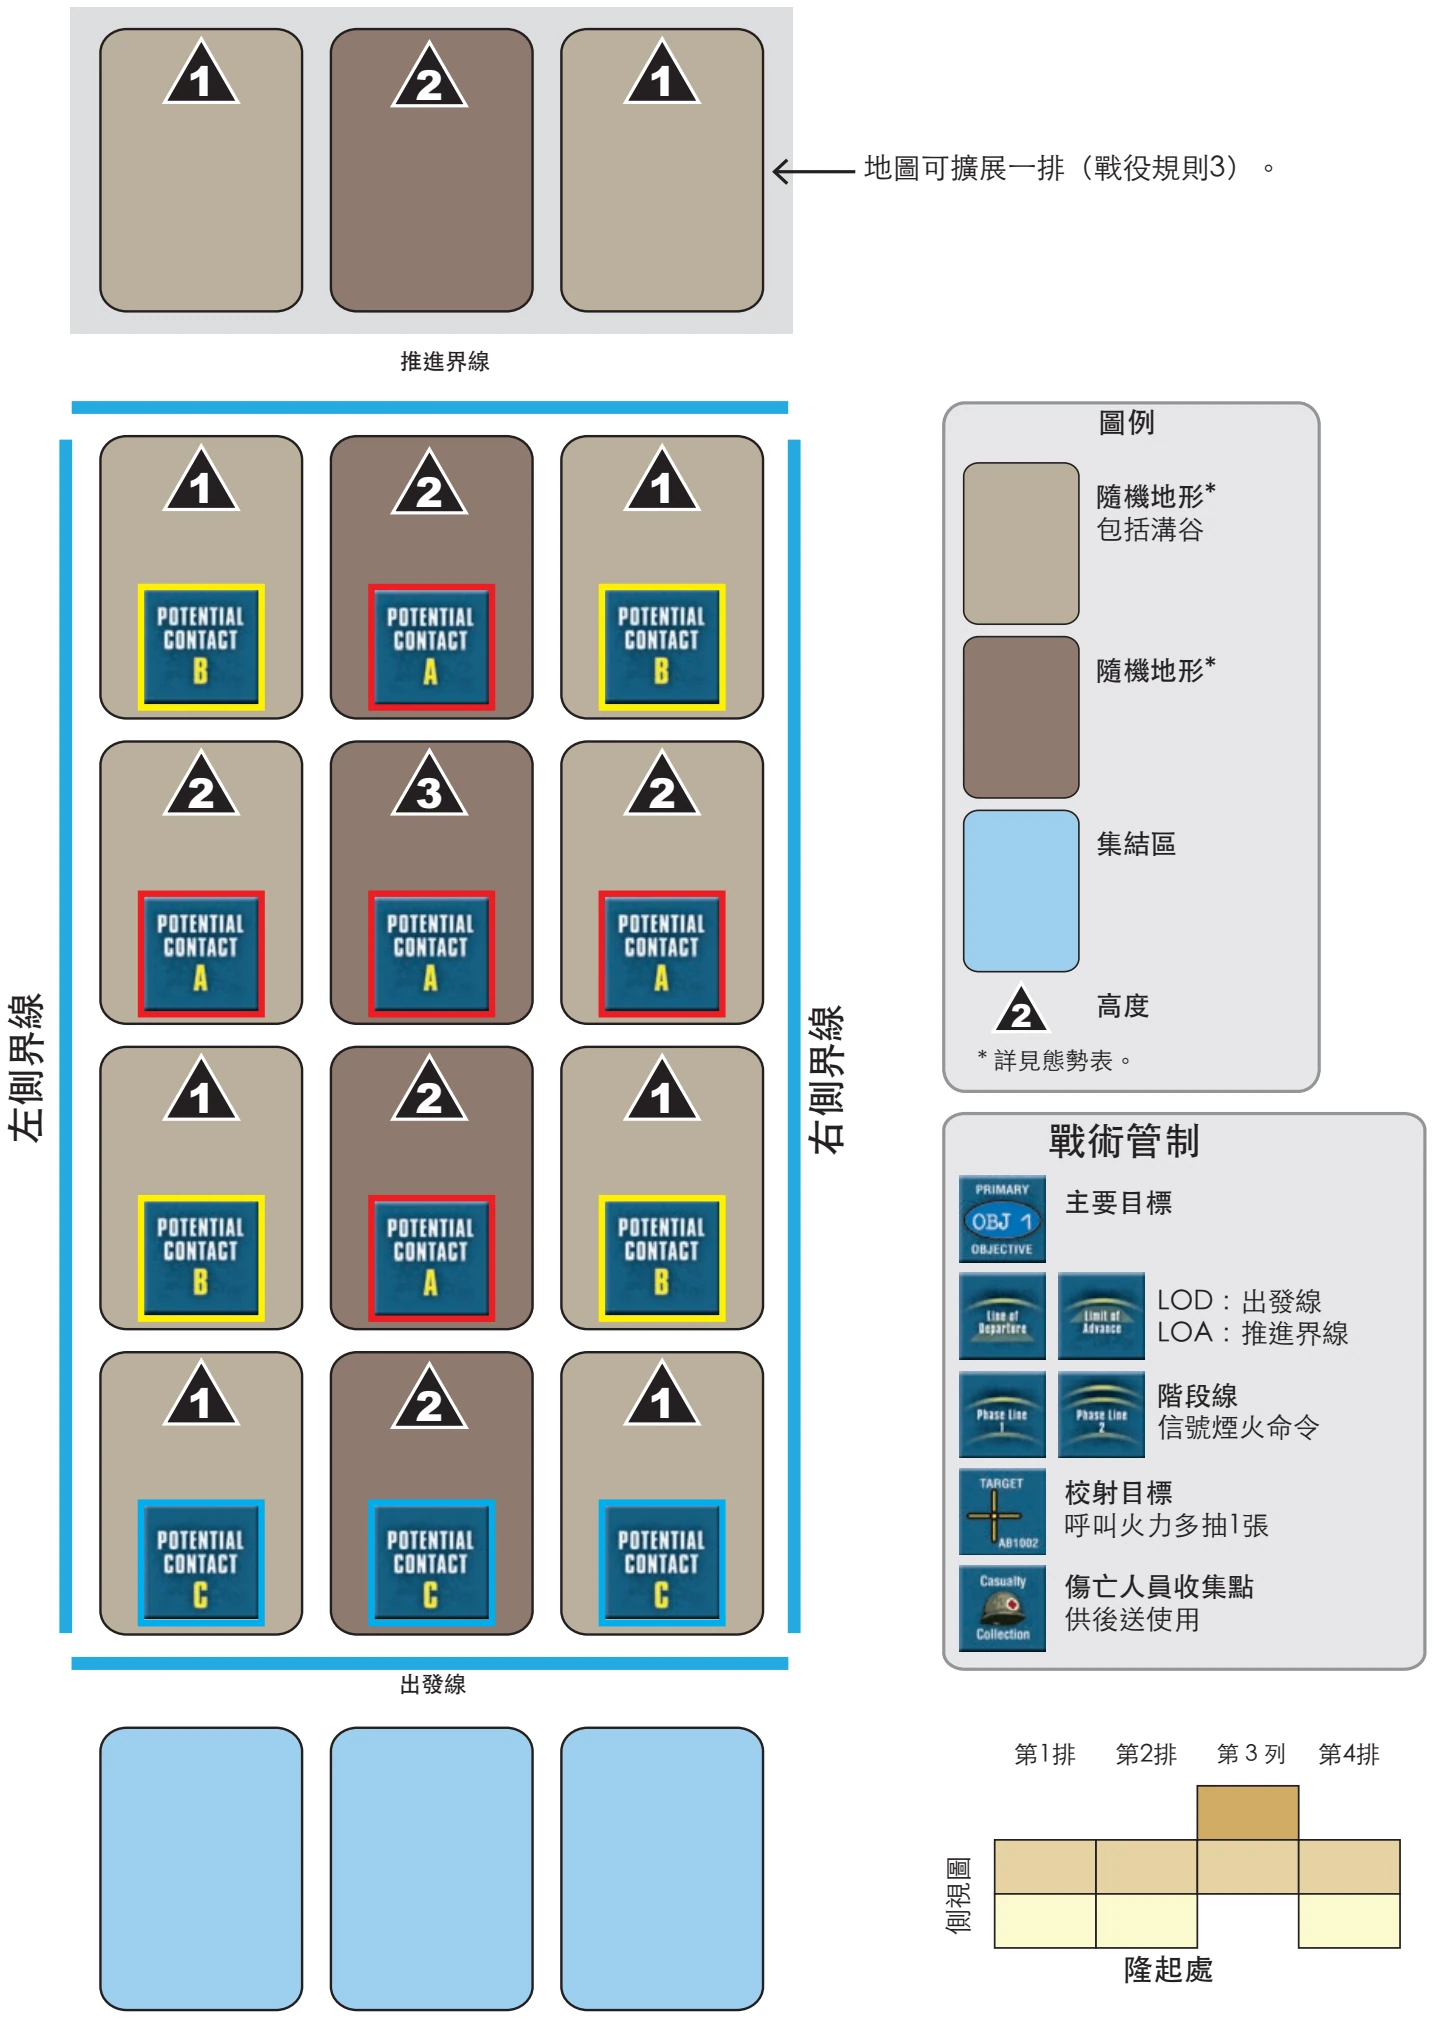 1
2
1
地圖可擴展一排（戰役規則3）。
推進界線
1
2
1
POTENTIAL
CONTACT
B
POTENTIAL
CONTACT
A
POTENTIAL
CONTACT
B
2
3
2
POTENTIAL
CONTACT
A
POTENTIAL
CONTACT
A
POTENTIAL
CONTACT
A
左側界線
右側界線
1
2
1
POTENTIAL
CONTACT
B
POTENTIAL
CONTACT
A
POTENTIAL
CONTACT
B
1
2
1
POTENTIAL
CONTACT
C
POTENTIAL
CONTACT
C
POTENTIAL
CONTACT
C
出發線
圖例
隨機地形*
包括溝谷
隨機地形*
集結區
2
高度
* 詳見態勢表。
戰術管制
PRIMARY
OBJ 1
OBJECTIVE
主要目標
Line of
Departure
Limit of
Advance
LOD：出發線
LOA：推進界線
Phase Line
1
Phase Line
2
階段線
信號煙火命令
TARGET
AB1002
校射目標
呼叫火力多抽1張
Casualty
Collection
傷亡人員收集點
供後送使用
第1排
第2排
第 3 列
第4排
側視圖
隆起處